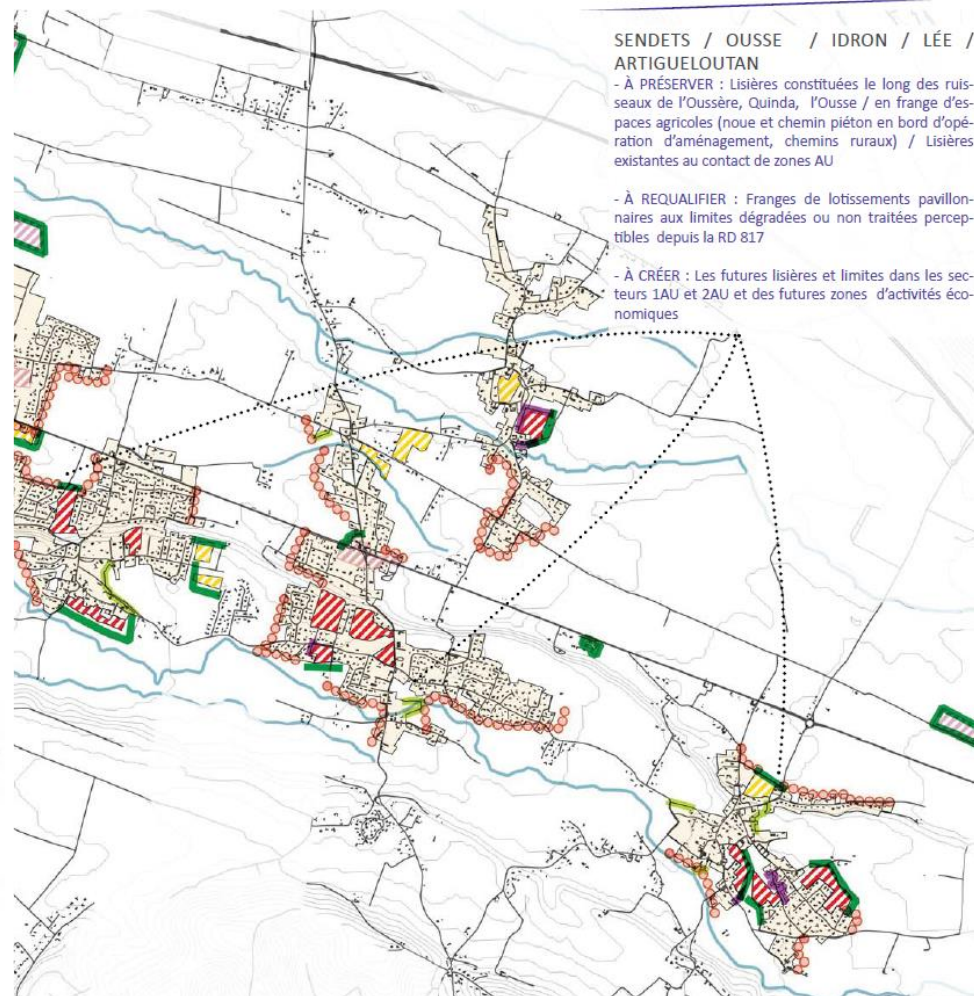 SENDETS / OUSSE / IDRON / LÉE /
ARTIGUELOUTAN
- À PRÉSERVER : Lisières constituées le long des ruis-
seaux de l'Oussère, Quinda, l'Ousse / en frange d'es-
paces agricoles (noue et chemin piéton en bord d'opé-
ration d'aménagement, chemins ruraux) / Lisières
existantes au contact de zones AU
- À REQUALIFIER : Franges de lotissements pavillon-
naires aux limites dégradées ou non traitées percep-
tibles depuis la RD 817
- À CRÉER : Les futures lisières et limites dans les sec-
teurs 1AU et 2AU et des futures zones d'activités éco-
nomiques